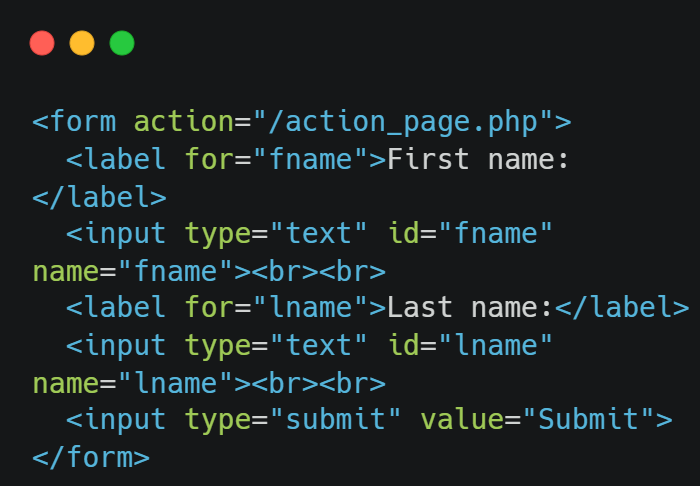 <form action="/action_page.php">
  <label for="fname">First name:
</label>
  <input type="text" id="fname"
name="fname"><br><br>
  <label for="lname">Last name:</label>
  <input type="text" id="lname"
name="lname"><br><br>
  <input type="submit" value="Submit">
</form>